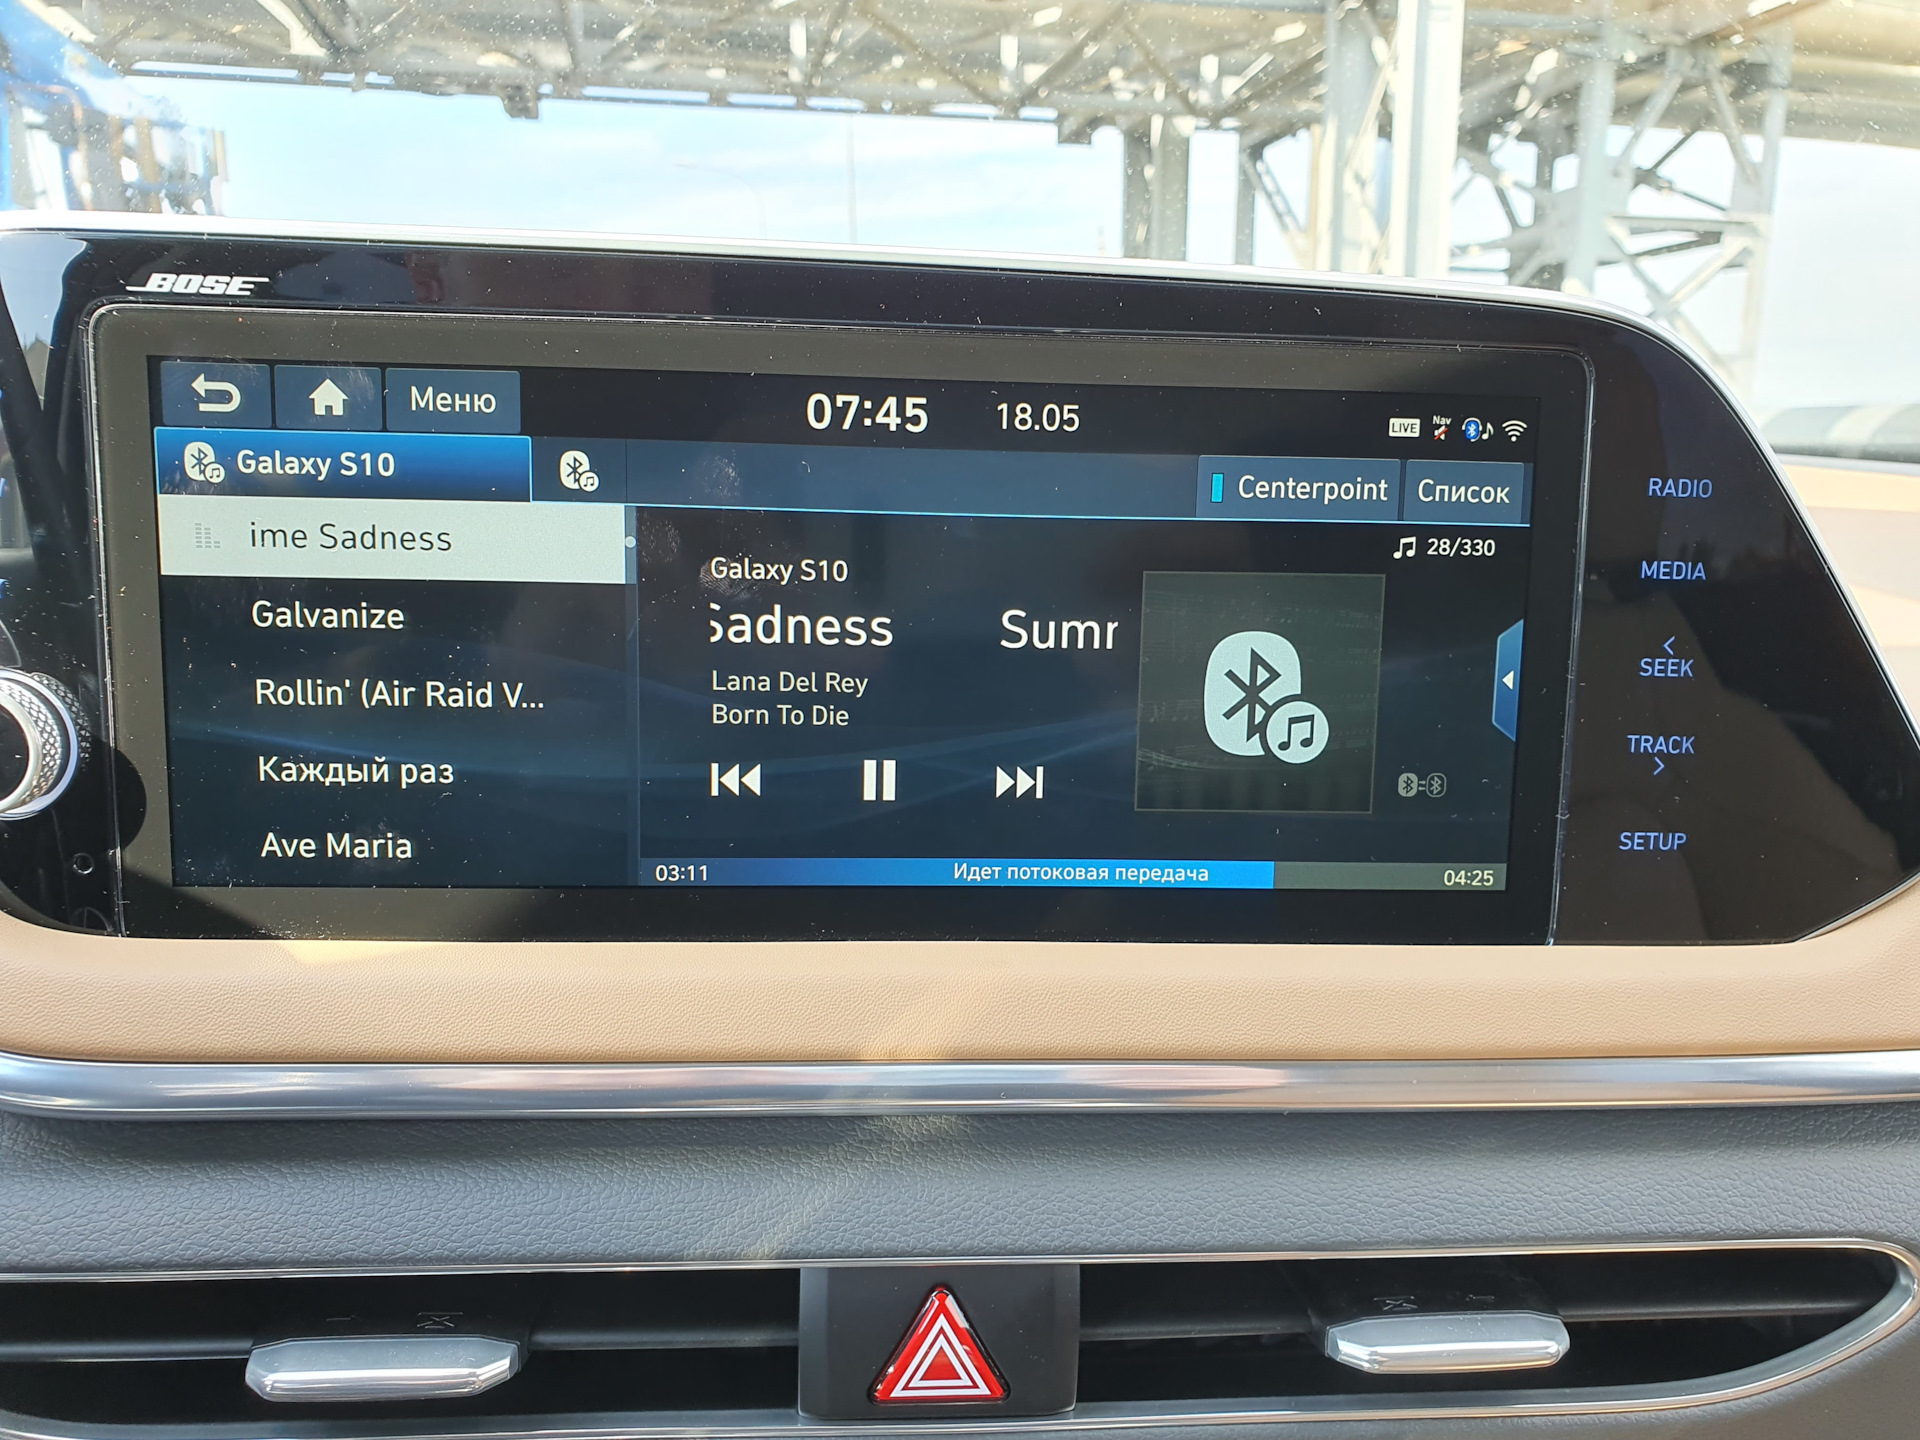 BOSE
Меню
07:45
18.05
LIVE
Nav
Galaxy S10
Centerpoint
Список
28/330
ime Sadness
Galvanize
Rollin' (Air Raid V...
Каждый раз
Ave Maria
Galaxy S10
Sadness Sumr
Lana Del Rey
Born To Die
03:11
Идет потоковая передача
04:25
RADIO
MEDIA
SEEK
TRACK
SETUP